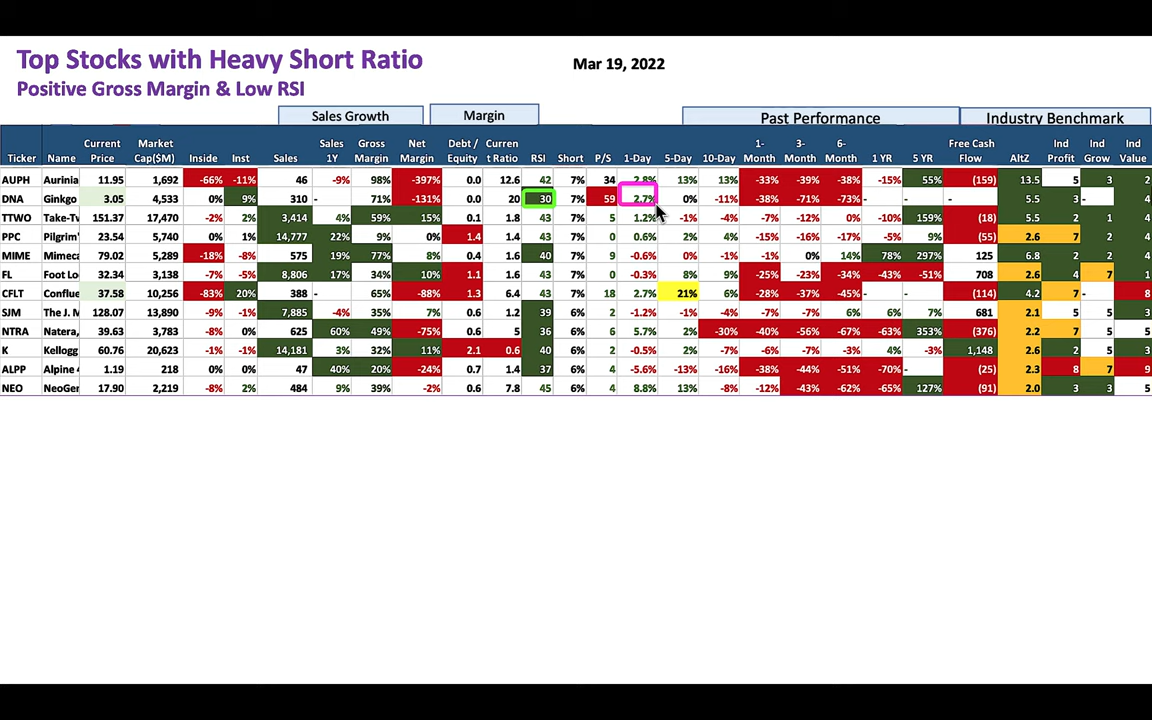 Top Stocks with Heavy Short Ratio
Mar 19, 2022
Positive Gross Margin & Low RSI
Sales Growth Margin Past Performance Industry Benchmark
Ticker Name Current Price Market Cap($M) Inside Inst Sales Sales 1Y Gross Margin Net Margin Debt / Equity Curren t Ratio RSI Short P/S 1-Day 5-Day 10-Day 1-Month 3-Month 6-Month 1 YR 5 YR Free Cash Flow AltZ Ind Profit Ind Grow Ind Value
AUPH Aurinia 11.95 1,692 -66% -11% 46 -9% 98% -397% 0.0 12.6 42 7% 34 2.8% 13% 13% -33% -39% -38% -15% 55% (159) 13.5 5 3 2
DNA Ginkgo 3.05 4,533 0% 9% 310 - 71% -131% 0.0 20 30 7% 59 2.7% 0% -11% -38% -71% -73% - - - 5.5 3 - 4
TTWO Take-Tw 151.37 17,470 -2% 2% 3,414 4% 59% 15% 0.1 1.8 43 7% 5 1.2% -1% -4% -7% -12% 0% -10% 159% (18) 5.5 2 1 4
PPC Pilgrim' 23.54 5,740 0% 1% 14,777 22% 9% 0% 1.4 1.4 43 7% 0 0.6% 2% 4% -15% -16% -17% -5% 9% (55) 2.6 7 2 4
MIME Mimeca 79.02 5,289 -18% -8% 575 19% 77% 8% 0.4 1.6 40 7% 9 -0.6% 0% -1% -1% 0% 14% 78% 297% 125 6.8 2 2 4
FL Foot Lo 32.34 3,138 -7% -5% 8,806 17% 34% 10% 1.1 1.6 43 7% 0 -0.3% 8% 9% -25% -23% -34% -43% -51% 708 2.6 4 7 1
CFLT Conflue 37.58 10,256 -83% 20% 388 - 65% -88% 1.3 6.4 43 7% 18 2.7% 21% 6% -28% -37% -45% - - (114) 4.2 7 - 8
SJM The J. M 128.07 13,890 -9% -1% 7,885 -4% 35% 7% 0.6 1.2 39 7% 2 -1.2% -1% -4% -7% -7% 6% 6% 7% 681 2.1 5 5 3
NTRA Natera, 39.63 3,783 -8% 0% 625 60% 49% -75% 0.6 5 36 7% 6 5.7% 2% -30% -40% -56% -67% -63% 353% (376) 2.2 7 5 5
K Kellogg 60.76 20,623 -1% -1% 14,181 3% 32% 11% 2.1 0.6 40 6% 2 -0.5% 2% -7% -6% -7% -3% 4% -3% 1,148 2.6 2 5 3
ALPP Alpine 1.19 218 0% 0% 47 40% 20% -24% 0.7 1.4 37 6% 4 -5.6% -13% -16% -38% -44% -51% -70% - (25) 2.3 8 7 9
NEO NeoGen 17.90 2,219 -8% 2% 484 9% 39% -2% 0.6 7.8 45 6% 4 8.8% 13% -8% -12% -43% -62% -65% 127% (91) 2.0 3 3 5